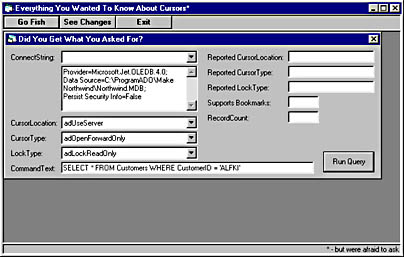 Everything You Wanted To Know About Cursors*
Go Fish See Changes Exit
Did You Get What You Asked For?
ConnectString:
Provider=Microsoft.Jet.OLEDB.4.0;
Data Source=C:\ProgramADO\Make
Northwind\Northwind.MDB;
Persist Security Info=False
CursorLocation: adUseServer
CursorType: adOpenForwardOnly
LockType: adLockReadOnly
CommandText: SELECT * FROM Customers WHERE CustomerID = 'ALFKI'
Reported CursorLocation:
Reported CursorType:
Reported LockType:
Supports Bookmarks:
RecordCount:
Run Query
* - but were afraid to ask